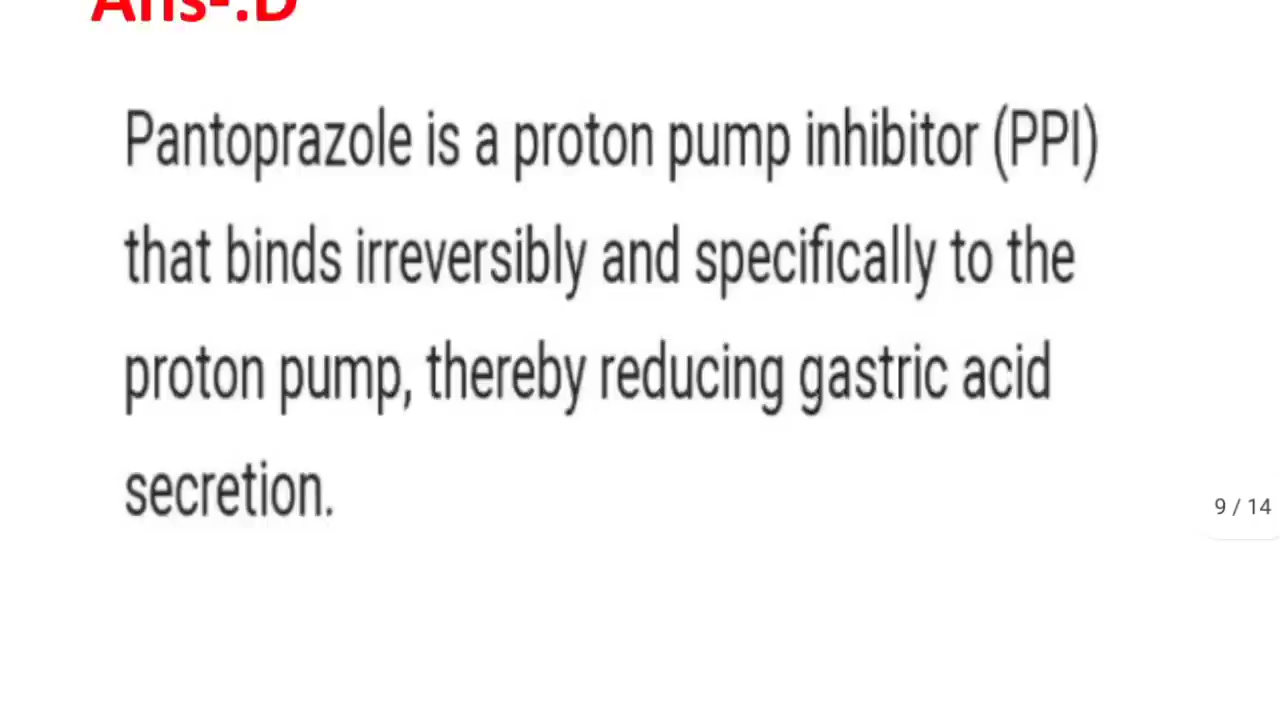 Ans-:D
Pantoprazole is a proton pump inhibitor (PPI)
that binds irreversibly and specifically to the
proton pump, thereby reducing gastric acid
secretion.
9 / 14